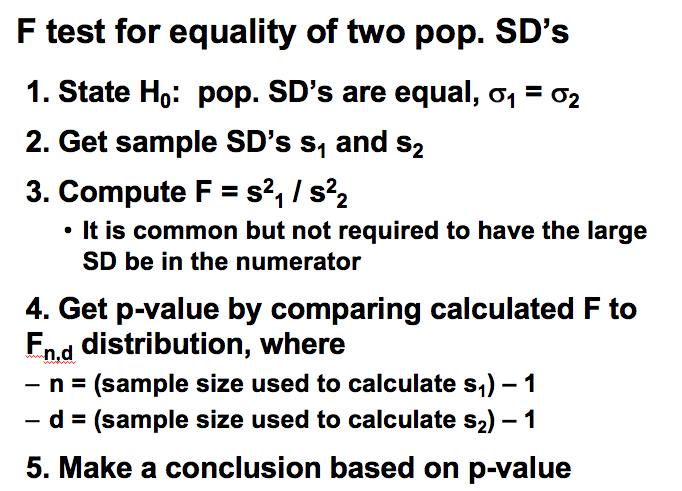 F test for equality of two pop. SD’s
1. State H₀:  pop. SD’s are equal, σ₁ = σ₂
2. Get sample SD’s s₁ and s₂
3. Compute F = s²₁ / s²₂
• It is common but not required to have the large
SD be in the numerator
4. Get p-value by comparing calculated F to
Fn,d distribution, where
– n = (sample size used to calculate s₁) – 1
– d = (sample size used to calculate s₂) – 1
5. Make a conclusion based on p-value